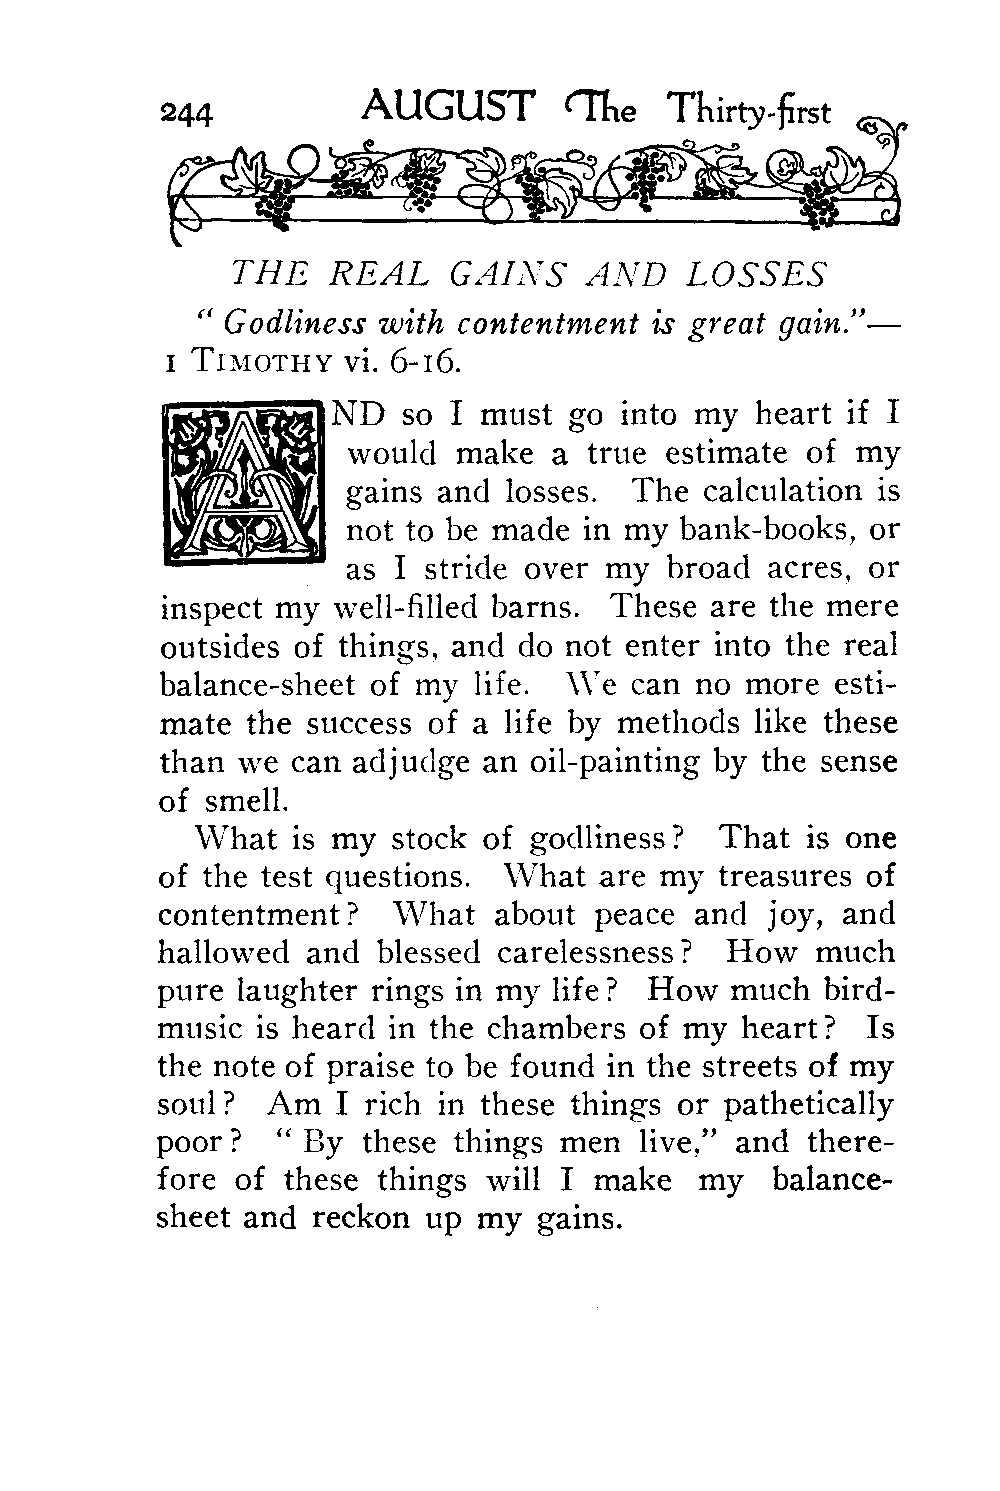 244 AUGUST The Thirty-first
THE REAL GAINS AND LOSSES
“ Godliness with contentment is great gain.”—
1 TIMOTHY vi. 6-16.
AND so I must go into my heart if I
would make a true estimate of my
gains and losses. The calculation is
not to be made in my bank-books, or
as I stride over my broad acres, or
inspect my well-filled barns. These are the mere
outsides of things, and do not enter into the real
balance-sheet of my life. We can no more esti-
mate the success of a life by methods like these
than we can adjudge an oil-painting by the sense
of smell.
What is my stock of godliness? That is one
of the test questions. What are my treasures of
contentment? What about peace and joy, and
hallowed and blessed carelessness? How much
pure laughter rings in my life? How much bird-
music is heard in the chambers of my heart? Is
the note of praise to be found in the streets of my
soul? Am I rich in these things or pathetically
poor? “ By these things men live,” and there-
fore of these things will I make my balance-
sheet and reckon up my gains.